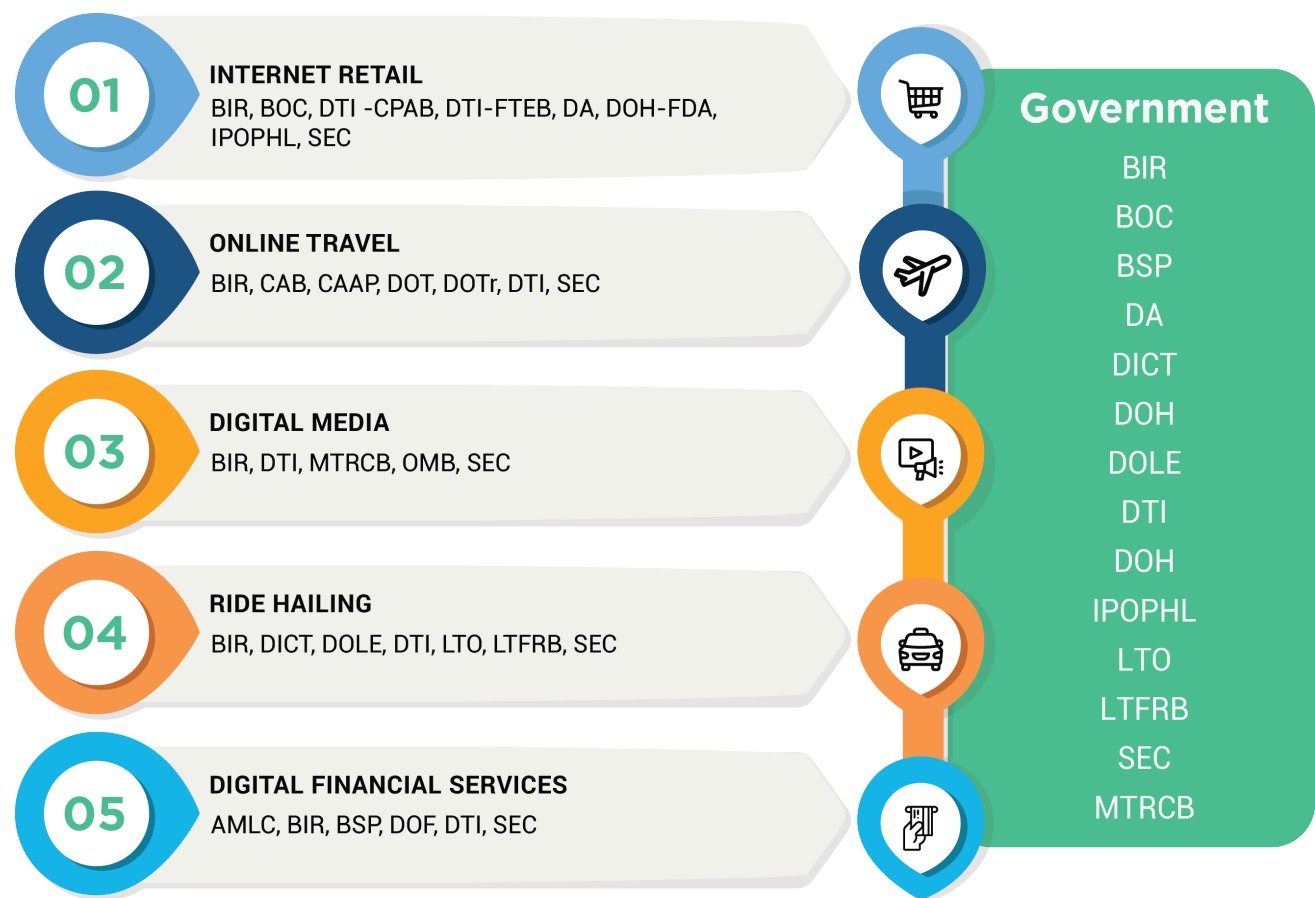 01
INTERNET RETAIL
BIR, BOC, DTI -CPAB, DTI-FTEB, DA, DOH-FDA,
IPOPHL, SEC
02
ONLINE TRAVEL
BIR, CAB, CAAP, DOT, DOTr, DTI, SEC
03
DIGITAL MEDIA
BIR, DTI, MTRCB, OMB, SEC
04
RIDE HAILING
BIR, DICT, DOLE, DTI, LTO, LTFRB, SEC
05
DIGITAL FINANCIAL SERVICES
AMLC, BIR, BSP, DOF, DTI, SEC
Government
BIR
BOC
BSP
DA
DICT
DOH
DOLE
DTI
DOH
IPOPHL
LTO
LTFRB
SEC
MTRCB